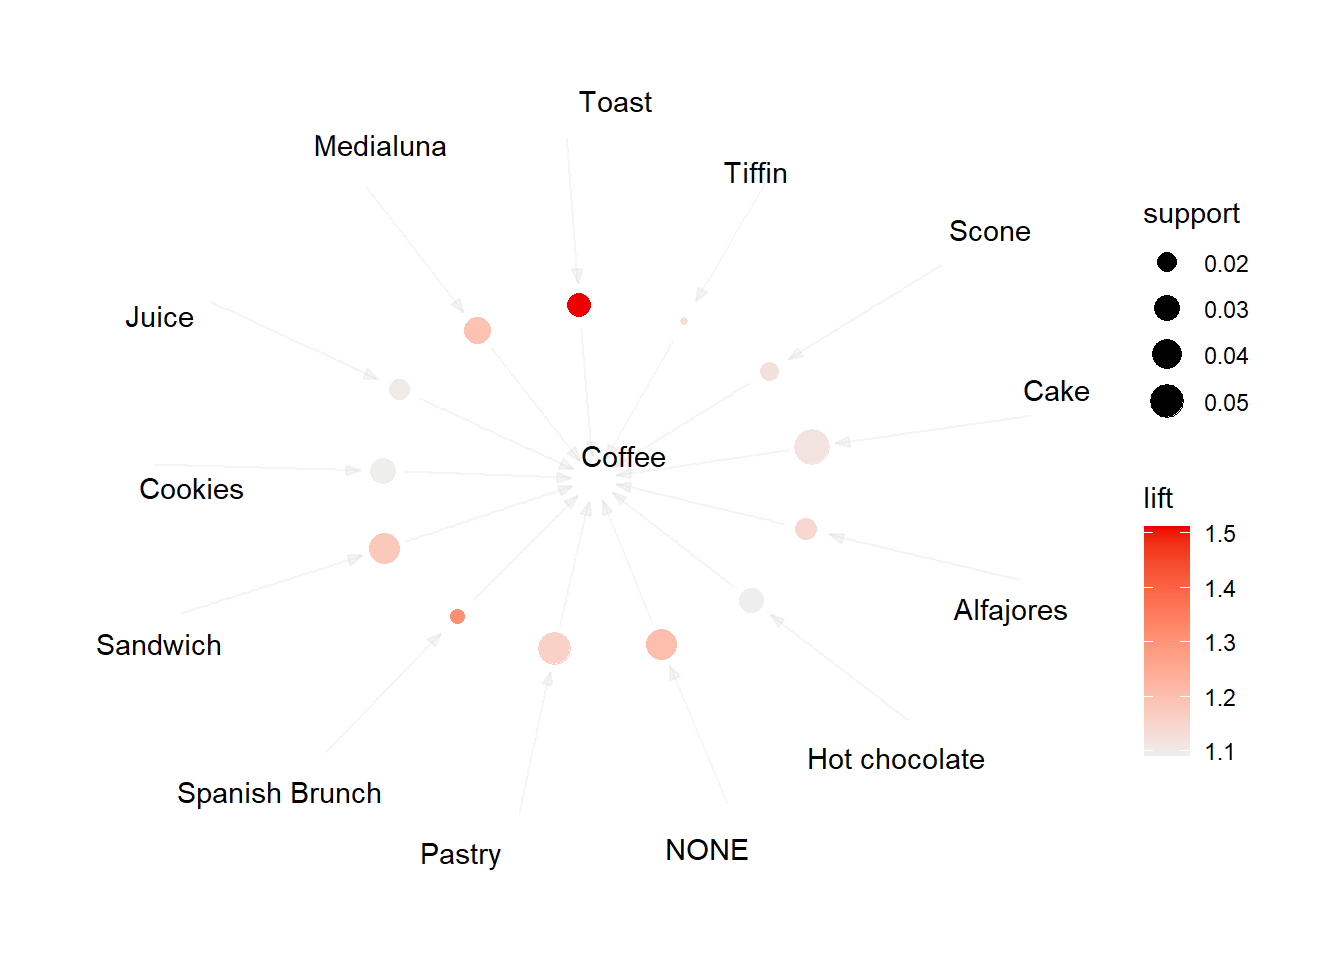 Toast
Medialuna
Tiffin
Scone
Juice
Cake
Coffee
Cookies
Alfajores
Sandwich
Hot chocolate
Spanish Brunch
Pastry
NONE
support
0.02
0.03
0.04
0.05
lift
1.5
1.4
1.3
1.2
1.1